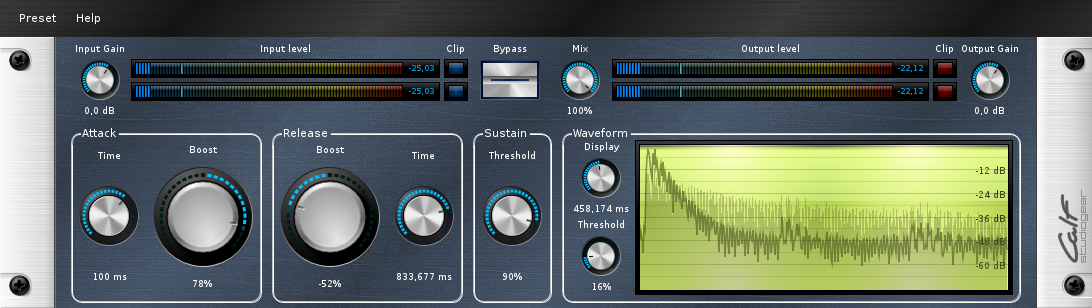 Preset Help
Input Gain Input level Clip Bypass Mix Output level Clip Output Gain
-25,03 -22,12
-25,03 -22,12
0,0 dB 100% 0,0 dB
Attack
Time Boost
100 ms 78%
Release
Boost Time
-52% 833,677 ms
Sustain
Threshold
90%
Waveform
Display
458,174 ms
Threshold
16%
-12 dB
-24 dB
-36 dB
-48 dB
-60 dB
Calf
studiogear